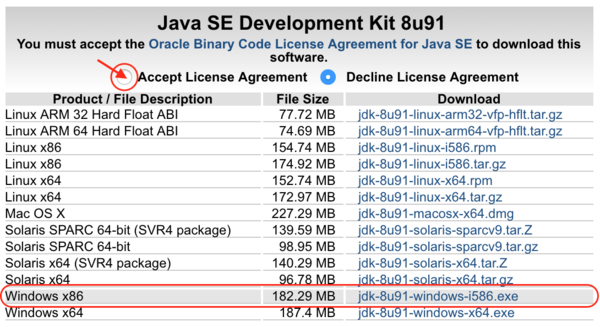 Java SE Development Kit 8u91
You must accept the Oracle Binary Code License Agreement for Java SE to download this
software.
Accept License Agreement Decline License Agreement
Product / File Description File Size Download
Linux ARM 32 Hard Float ABI 77.72 MB jdk-8u91-linux-arm32-vfp-hflt.tar.gz
Linux ARM 64 Hard Float ABI 74.69 MB jdk-8u91-linux-arm64-vfp-hflt.tar.gz
Linux x86 154.74 MB jdk-8u91-linux-i586.rpm
Linux x86 174.92 MB jdk-8u91-linux-i586.tar.gz
Linux x64 152.74 MB jdk-8u91-linux-x64.rpm
Linux x64 172.97 MB jdk-8u91-linux-x64.tar.gz
Mac OS X 227.29 MB jdk-8u91-macosx-x64.dmg
Solaris SPARC 64-bit (SVR4 package) 139.59 MB jdk-8u91-solaris-sparcv9.tar.Z
Solaris SPARC 64-bit 98.95 MB jdk-8u91-solaris-sparcv9.tar.gz
Solaris x64 (SVR4 package) 140.29 MB jdk-8u91-solaris-x64.tar.Z
Solaris x64 96.78 MB jdk-8u91-solaris-x64.tar.gz
Windows x86 182.29 MB jdk-8u91-windows-i586.exe
Windows x64 187.4 MB jdk-8u91-windows-x64.exe